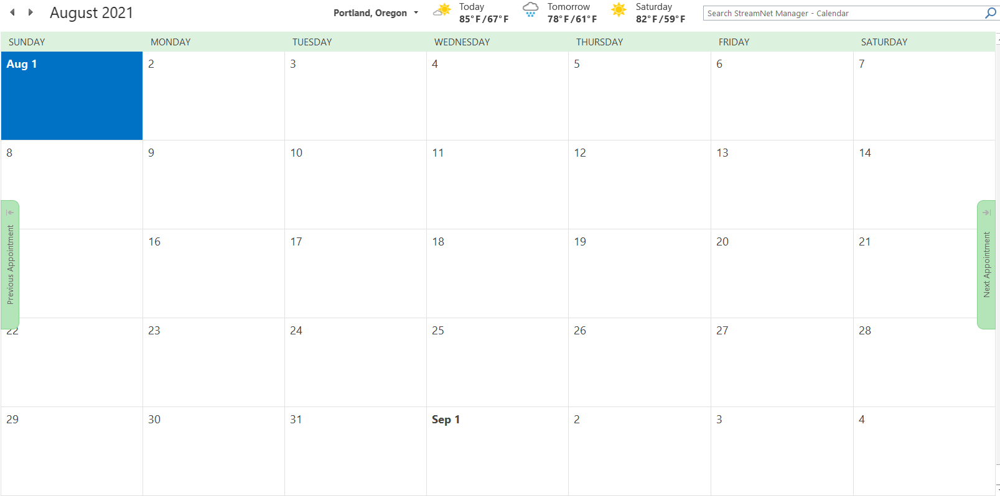 August 2021
Portland, Oregon
Today
85°F/67°F
Tomorrow
78°F/61°F
Saturday
82°F/59°F
Search StreamNet Manager - Calendar
SUNDAY MONDAY TUESDAY WEDNESDAY THURSDAY FRIDAY SATURDAY
Aug 1 2 3 4 5 6 7
8 9 10 11 12 13 14
16 17 18 19 20 21
Previous Appointment
Next Appointment
22 23 24 25 26 27 28
29 30 31 Sep 1 2 3 4